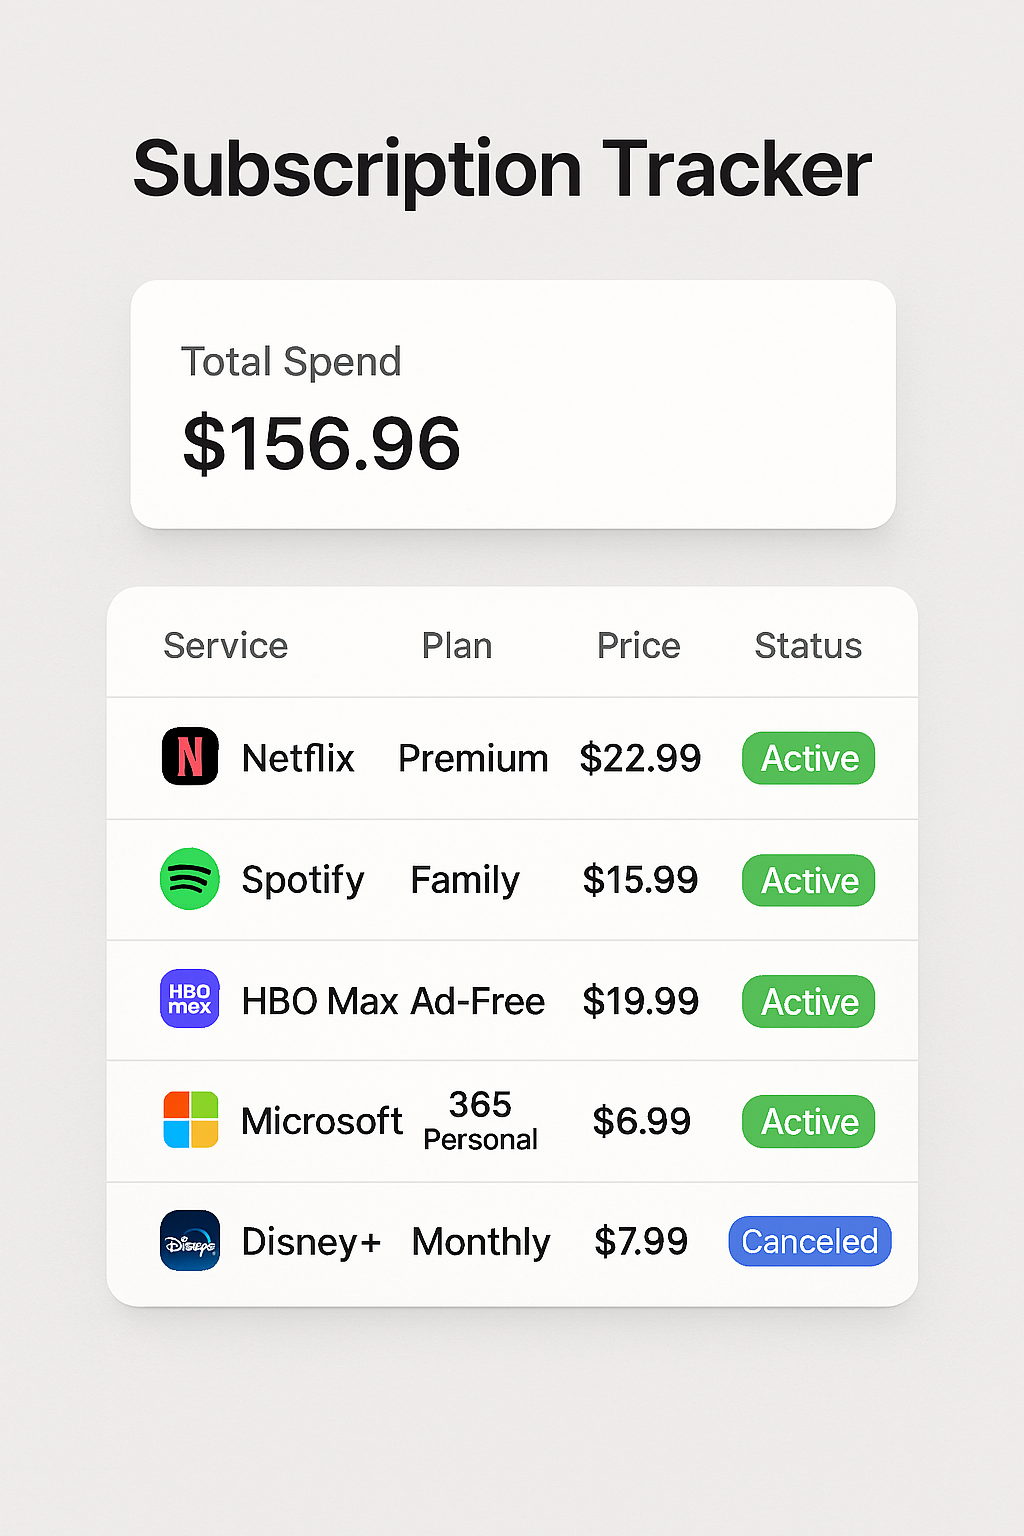 Subscription Tracker
Total Spend
$156.96
Service Plan Price Status
N Netflix Premium $22.99 Active
Spotify Family $15.99 Active
HBO
mex
HBO Max Ad-Free $19.99 Active
Microsoft 365
Personal $6.99 Active
Disney+ Monthly $7.99 Canceled